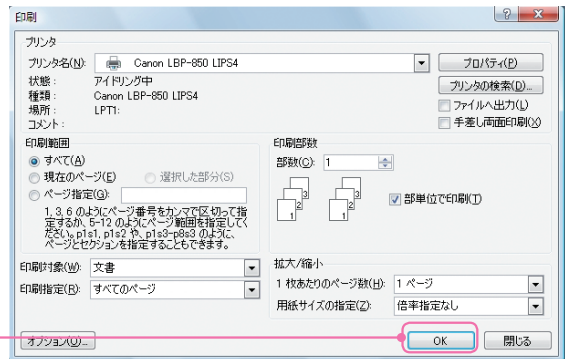 印刷
プリンタ
プリンタ名(N): Canon LBP-850 LIPS4 プロパティ(P)
状態： アイドリング中 プリンタの検索(D)...
種類： Canon LBP-850 LIPS4
場所： LPT1: ファイルへ出力(L)
コメント： 手差し両面印刷(X)
印刷範囲 印刷部数
すべて(A) 部数(C): 1
現在のページ(E) 選択した部分(S)
ページ指定(G):
1 2 3 1 2 3 部単位で印刷(T)
1,3,6 のようにページ番号をカンマで区切って指
定するか、5-12 のようにページ範囲を指定してく
ださい。p1s1, p1s2 や、p1s3-p8s3 のように、
ページとセクションを指定することもできます。
印刷対象(W): 文書 拡大/縮小
1 枚あたりのページ数(H): 1 ページ
印刷指定(R): すべてのページ 用紙サイズの指定(Z): 倍率指定なし
オプション(O)... OK 閉じる